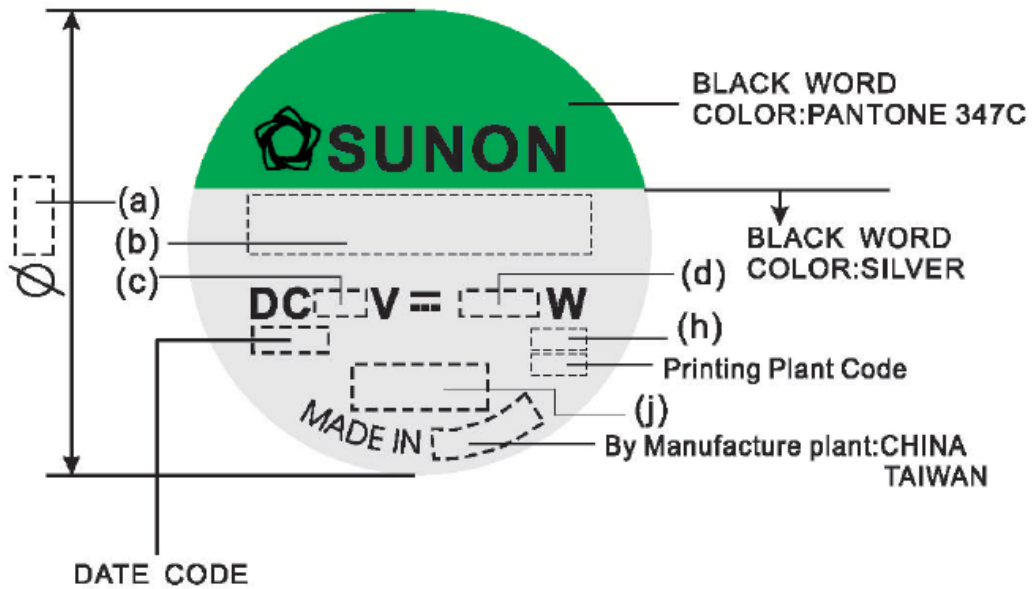 BLACK WORD
COLOR:PANTONE 347C
SUNON
(a)
(b)
BLACK WORD
COLOR:SILVER
(c)
(d)
DC V W
(h)
Printing Plant Code
(j)
MADE IN
By Manufacture plant:CHINA
TAIWAN
Ø
DATE CODE